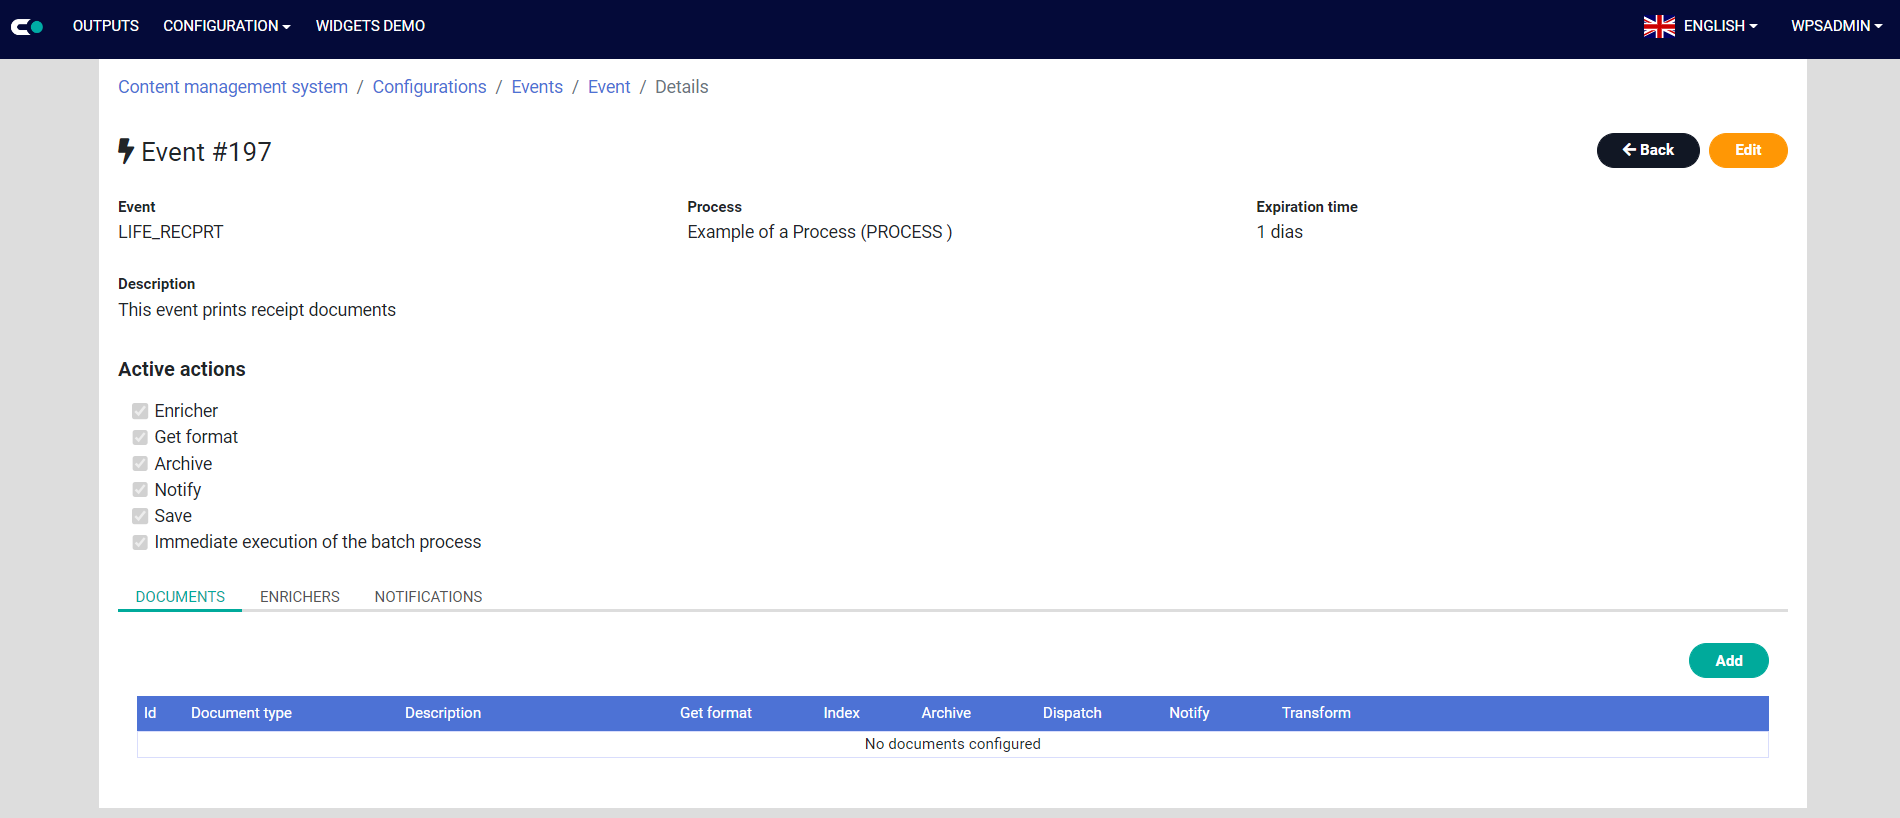 OUTPUTS CONFIGURATION WIDGETS DEMO ENGLISH WPSADMIN
Content management system / Configurations / Events / Event / Details
Event #197
Back Edit
Event Process Expiration time
LIFE_RECPRT Example of a Process (PROCESS ) 1 dias
Description
This event prints receipt documents
Active actions
Enricher
Get format
Archive
Notify
Save
Immediate execution of the batch process
DOCUMENTS ENRICHERS NOTIFICATIONS
Add
Id Document type Description Get format Index Archive Dispatch Notify Transform
No documents configured